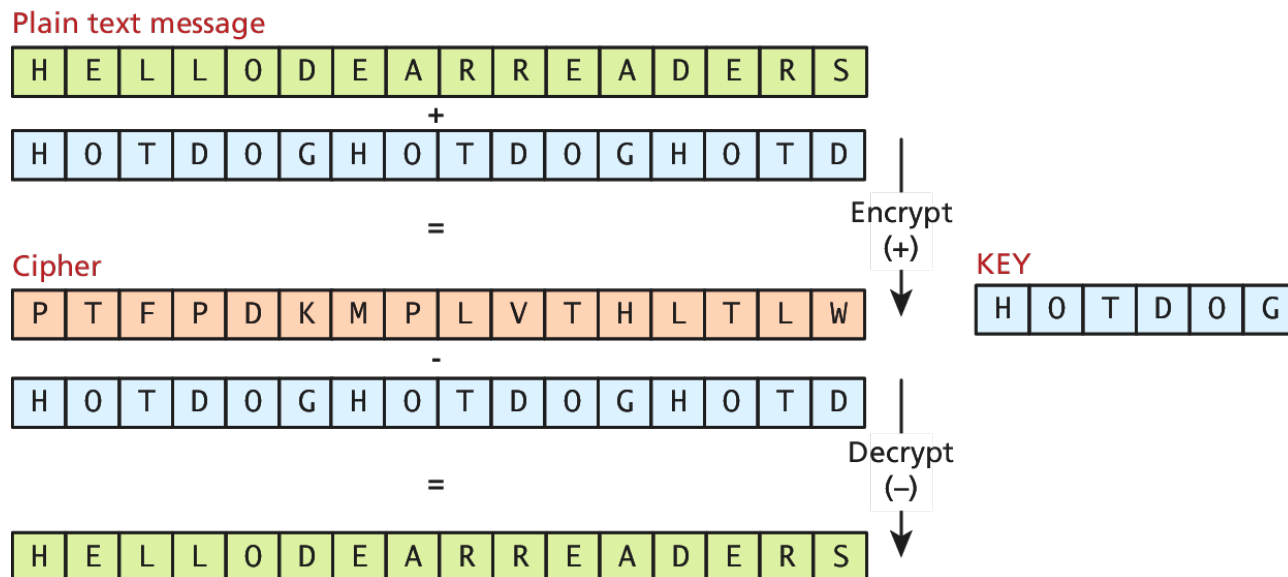 Plain text message
H E L L O D E A R R E A D E R S
+
H O T D O G H O T D O G H O T D
=
Encrypt
(+)
Cipher
P T F P D K M P L V T H L T L W
KEY
H O T D O G
-
H O T D O G H O T D O G H O T D
=
Decrypt
(–)
H E L L O D E A R R E A D E R S